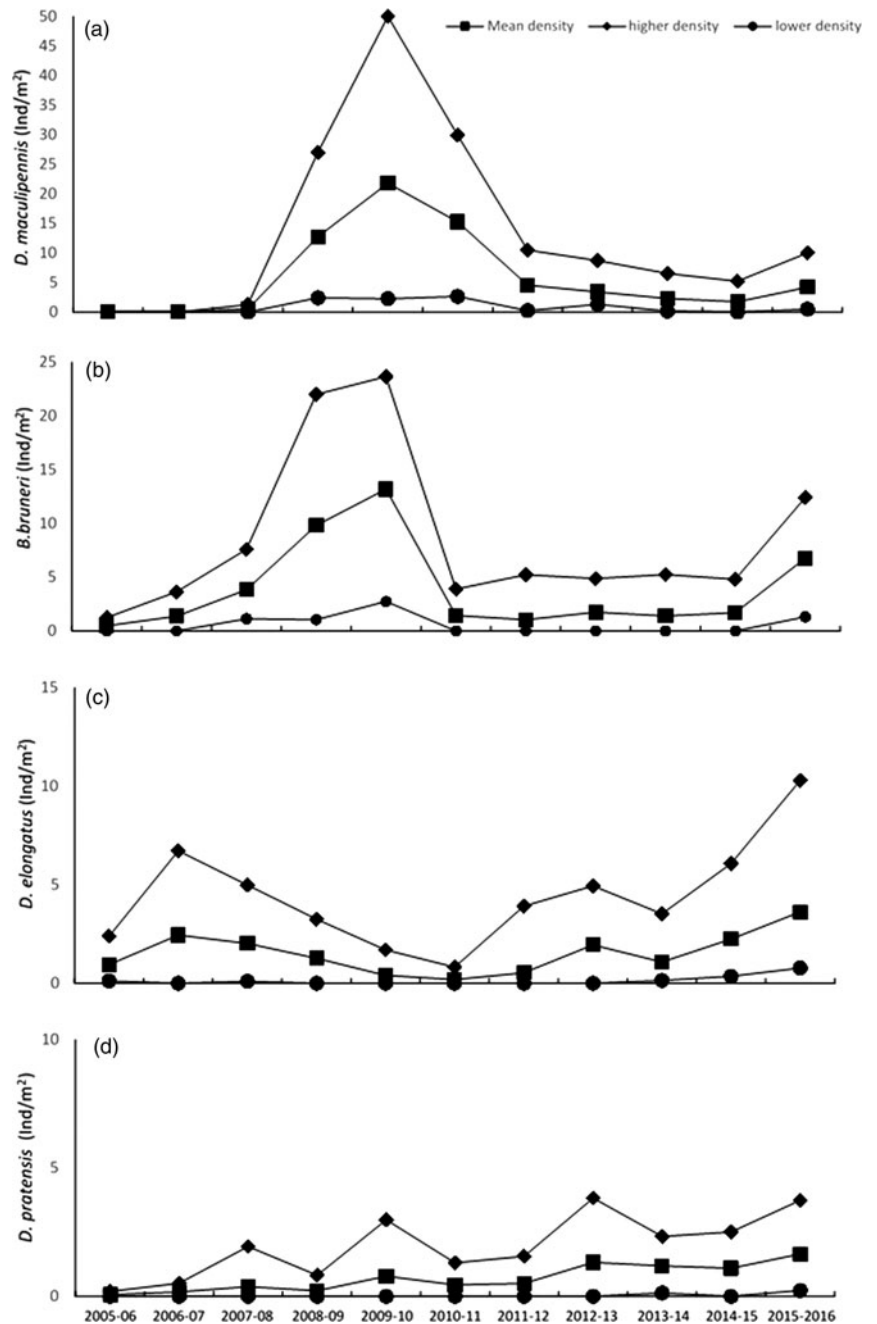 (a)
Mean density higher density lower density
D. maculipennis (Ind/m²)
50
45
40
35
30
25
20
15
10
5
0
(b)
B.bruneri (Ind/m²)
25
20
15
10
5
0
(c)
D. elongatus (Ind/m²)
15
10
5
0
(d)
D. pratensis (Ind/m²)
10
5
0
2005-06 2006-07 2007-08 2008-09 2009-10 2010-11 2011-12 2012-13 2013-14 2014-15 2015-2016